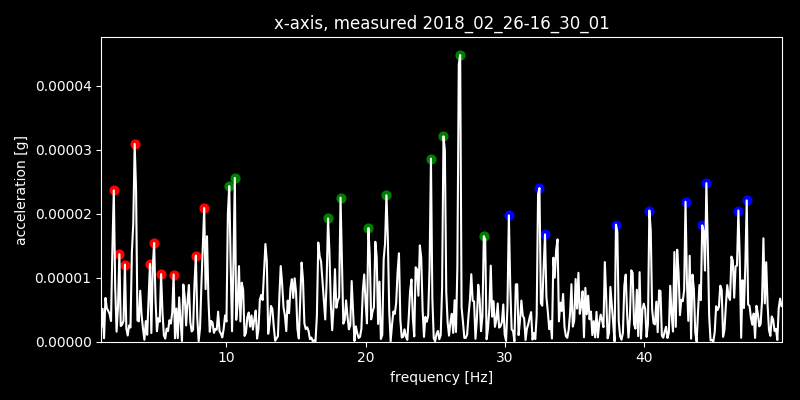 x-axis, measured 2018_02_26-16_30_01
0.00004
0.00003
0.00002
0.00001
0.00000
acceleration [g]
10 20 30 40
frequency [Hz]